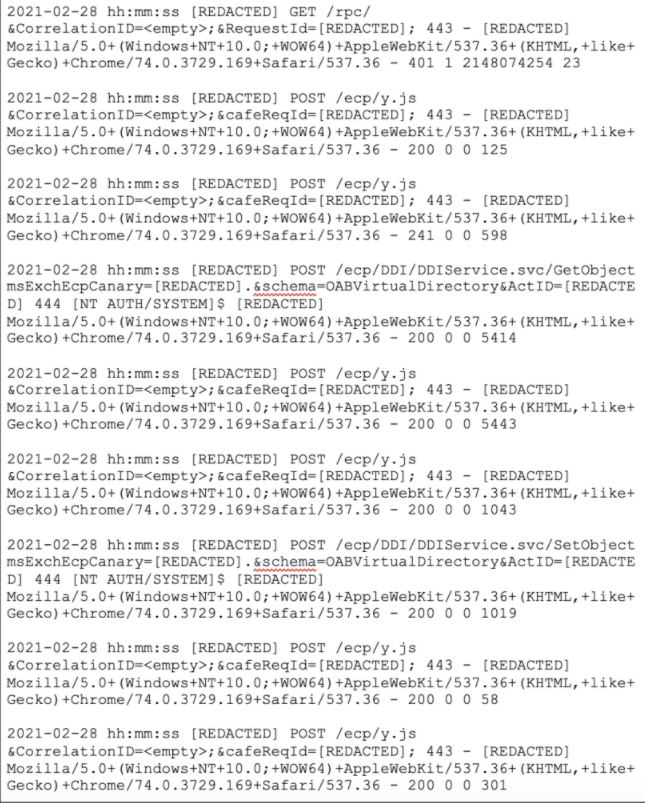 2021-02-28 hh:mm:ss [REDACTED] GET /rpc/
&CorrelationID=<empty>;&RequestId=[REDACTED]; 443 - [REDACTED]
Mozilla/5.0+(Windows+NT+10.0;+WOW64)+AppleWebKit/537.36+(KHTML,+like+
Gecko)+Chrome/74.0.3729.169+Safari/537.36 - 401 1 2148074254 23
2021-02-28 hh:mm:ss [REDACTED] POST /ecp/y.js
&CorrelationID=<empty>;&cafeReqId=[REDACTED]; 443 - [REDACTED]
Mozilla/5.0+(Windows+NT+10.0;+WOW64)+AppleWebKit/537.36+(KHTML,+like+
Gecko)+Chrome/74.0.3729.169+Safari/537.36 - 200 0 0 125
2021-02-28 hh:mm:ss [REDACTED] POST /ecp/y.js
&CorrelationID=<empty>;&cafeReqId=[REDACTED]; 443 - [REDACTED]
Mozilla/5.0+(Windows+NT+10.0;+WOW64)+AppleWebKit/537.36+(KHTML,+like+
Gecko)+Chrome/74.0.3729.169+Safari/537.36 - 241 0 0 598
2021-02-28 hh:mm:ss [REDACTED] POST /ecp/DDI/DDIService.svc/GetObject
msExchEcpCanary=[REDACTED].&schema=OABVirtualDirectory&ActID=[REDACTE
D] 444 [NT AUTH/SYSTEM]$ [REDACTED]
Mozilla/5.0+(Windows+NT+10.0;+WOW64)+AppleWebKit/537.36+(KHTML,+like+
Gecko)+Chrome/74.0.3729.169+Safari/537.36 - 200 0 0 5414
2021-02-28 hh:mm:ss [REDACTED] POST /ecp/y.js
&CorrelationID=<empty>;&cafeReqId=[REDACTED]; 443 - [REDACTED]
Mozilla/5.0+(Windows+NT+10.0;+WOW64)+AppleWebKit/537.36+(KHTML,+like+
Gecko)+Chrome/74.0.3729.169+Safari/537.36 - 200 0 0 5443
2021-02-28 hh:mm:ss [REDACTED] POST /ecp/y.js
&CorrelationID=<empty>;&cafeReqId=[REDACTED]; 443 - [REDACTED]
Mozilla/5.0+(Windows+NT+10.0;+WOW64)+AppleWebKit/537.36+(KHTML,+like+
Gecko)+Chrome/74.0.3729.169+Safari/537.36 - 200 0 0 1043
2021-02-28 hh:mm:ss [REDACTED] POST /ecp/DDI/DDIService.svc/SetObject
msExchEcpCanary=[REDACTED].&schema=OABVirtualDirectory&ActID=[REDACTE
D] 444 [NT AUTH/SYSTEM]$ [REDACTED]
Mozilla/5.0+(Windows+NT+10.0;+WOW64)+AppleWebKit/537.36+(KHTML,+like+
Gecko)+Chrome/74.0.3729.169+Safari/537.36 - 200 0 0 1019
2021-02-28 hh:mm:ss [REDACTED] POST /ecp/y.js
&CorrelationID=<empty>;&cafeReqId=[REDACTED]; 443 - [REDACTED]
Mozilla/5.0+(Windows+NT+10.0;+WOW64)+AppleWebKit/537.36+(KHTML,+like+
Gecko)+Chrome/74.0.3729.169+Safari/537.36 - 200 0 0 58
2021-02-28 hh:mm:ss [REDACTED] POST /ecp/y.js
&CorrelationID=<empty>;&cafeReqId=[REDACTED]; 443 - [REDACTED]
Mozilla/5.0+(Windows+NT+10.0;+WOW64)+AppleWebKit/537.36+(KHTML,+like+
Gecko)+Chrome/74.0.3729.169+Safari/537.36 - 200 0 0 301